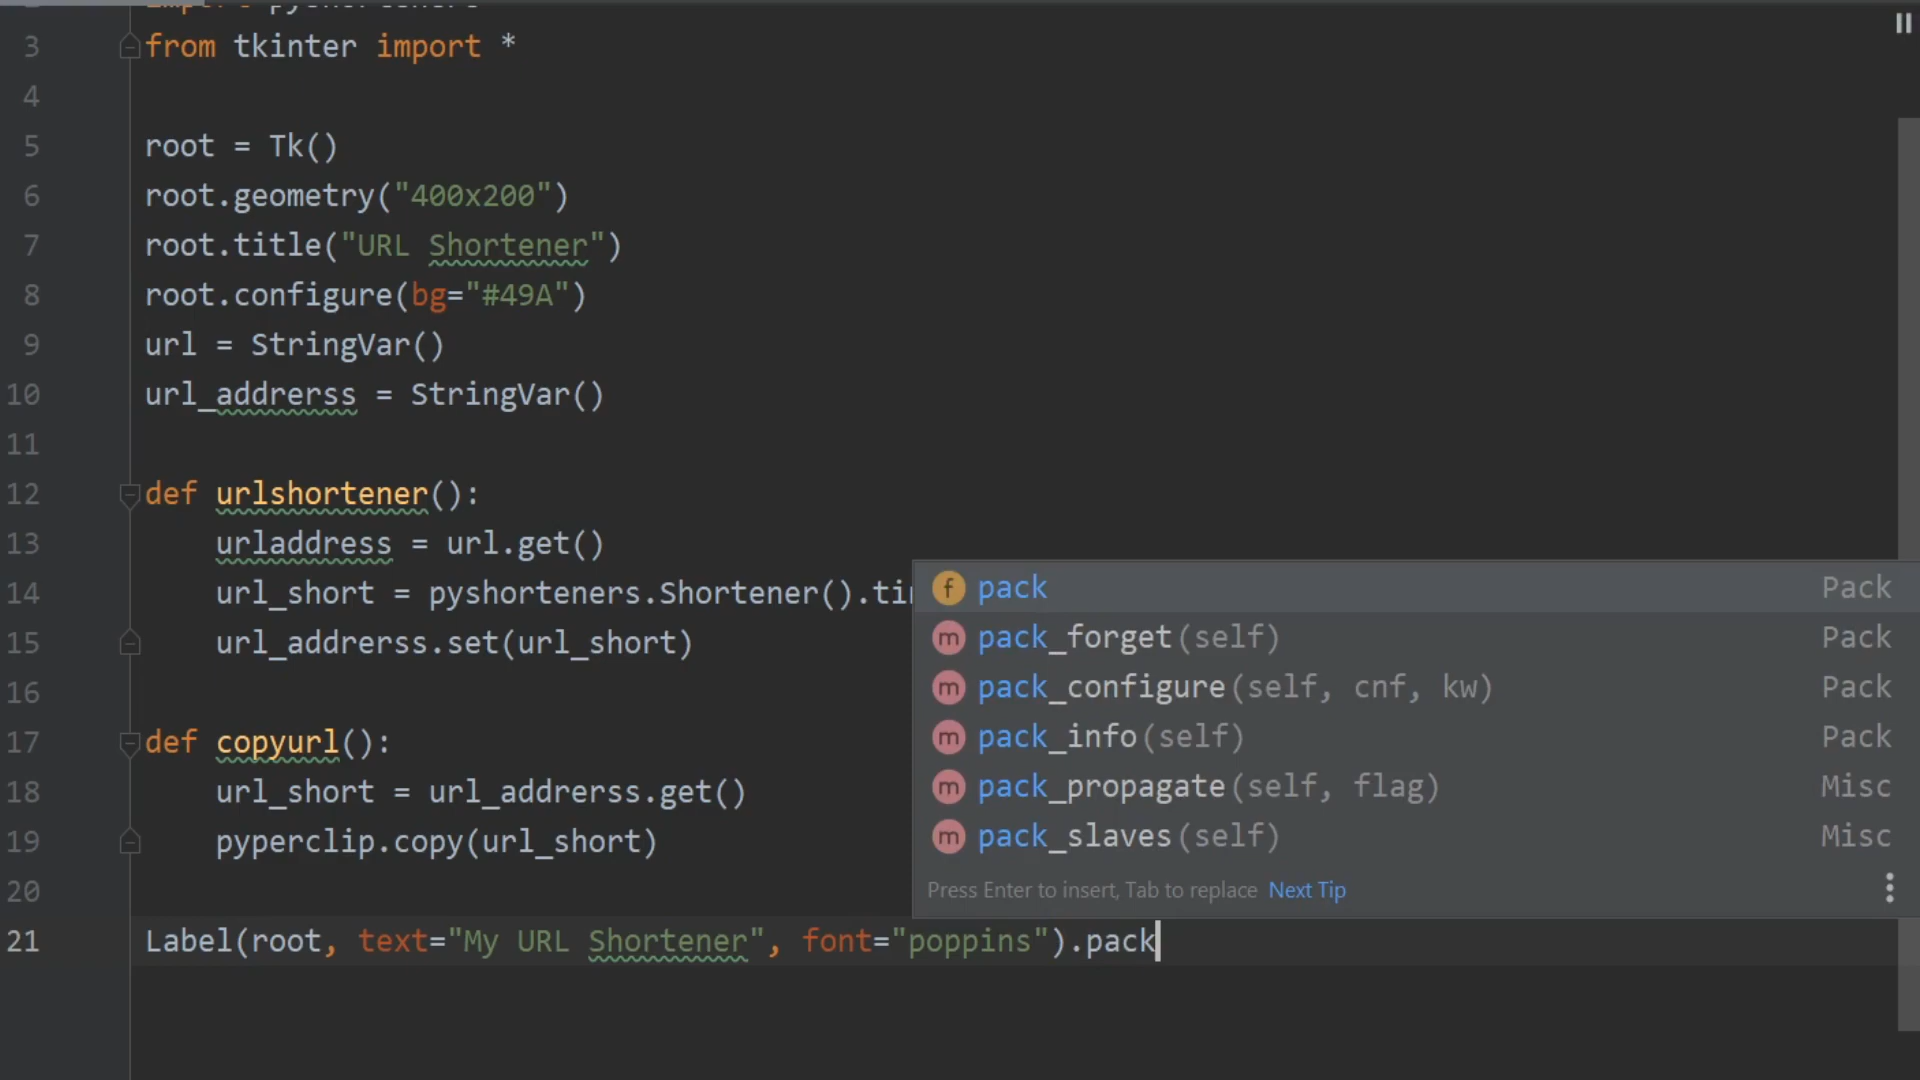 import pyshorteners
3 from tkinter import *
4
5 root = Tk()
6 root.geometry("400x200")
7 root.title("URL Shortener")
8 root.configure(bg="#49A")
9 url = StringVar()
10 url_addrerss = StringVar()
11
12 def urlshortener():
13 urladdress = url.get()
14 url_short = pyshorteners.Shortener().tin
15 url_addrerss.set(url_short)
16
17 def copyurl():
18 url_short = url_addrerss.get()
19 pyperclip.copy(url_short)
20
21 Label(root, text="My URL Shortener", font="poppins").pack
f pack Pack
m pack_forget(self) Pack
m pack_configure(self, cnf, kw) Pack
m pack_info(self) Pack
m pack_propagate(self, flag) Misc
m pack_slaves(self) Misc
Press Enter to insert, Tab to replace Next Tip